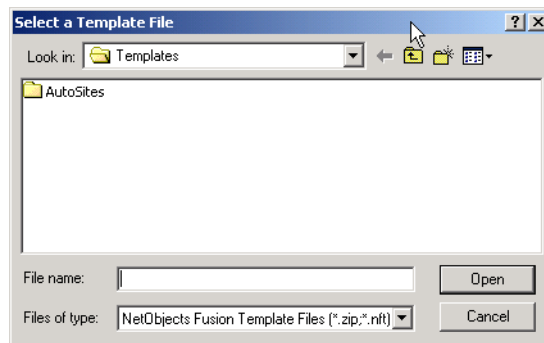 Select a Template File
Look in: Templates
AutoSites
File name:
Open
Files of type: NetObjects Fusion Template Files (*.zip;*.nft)
Cancel